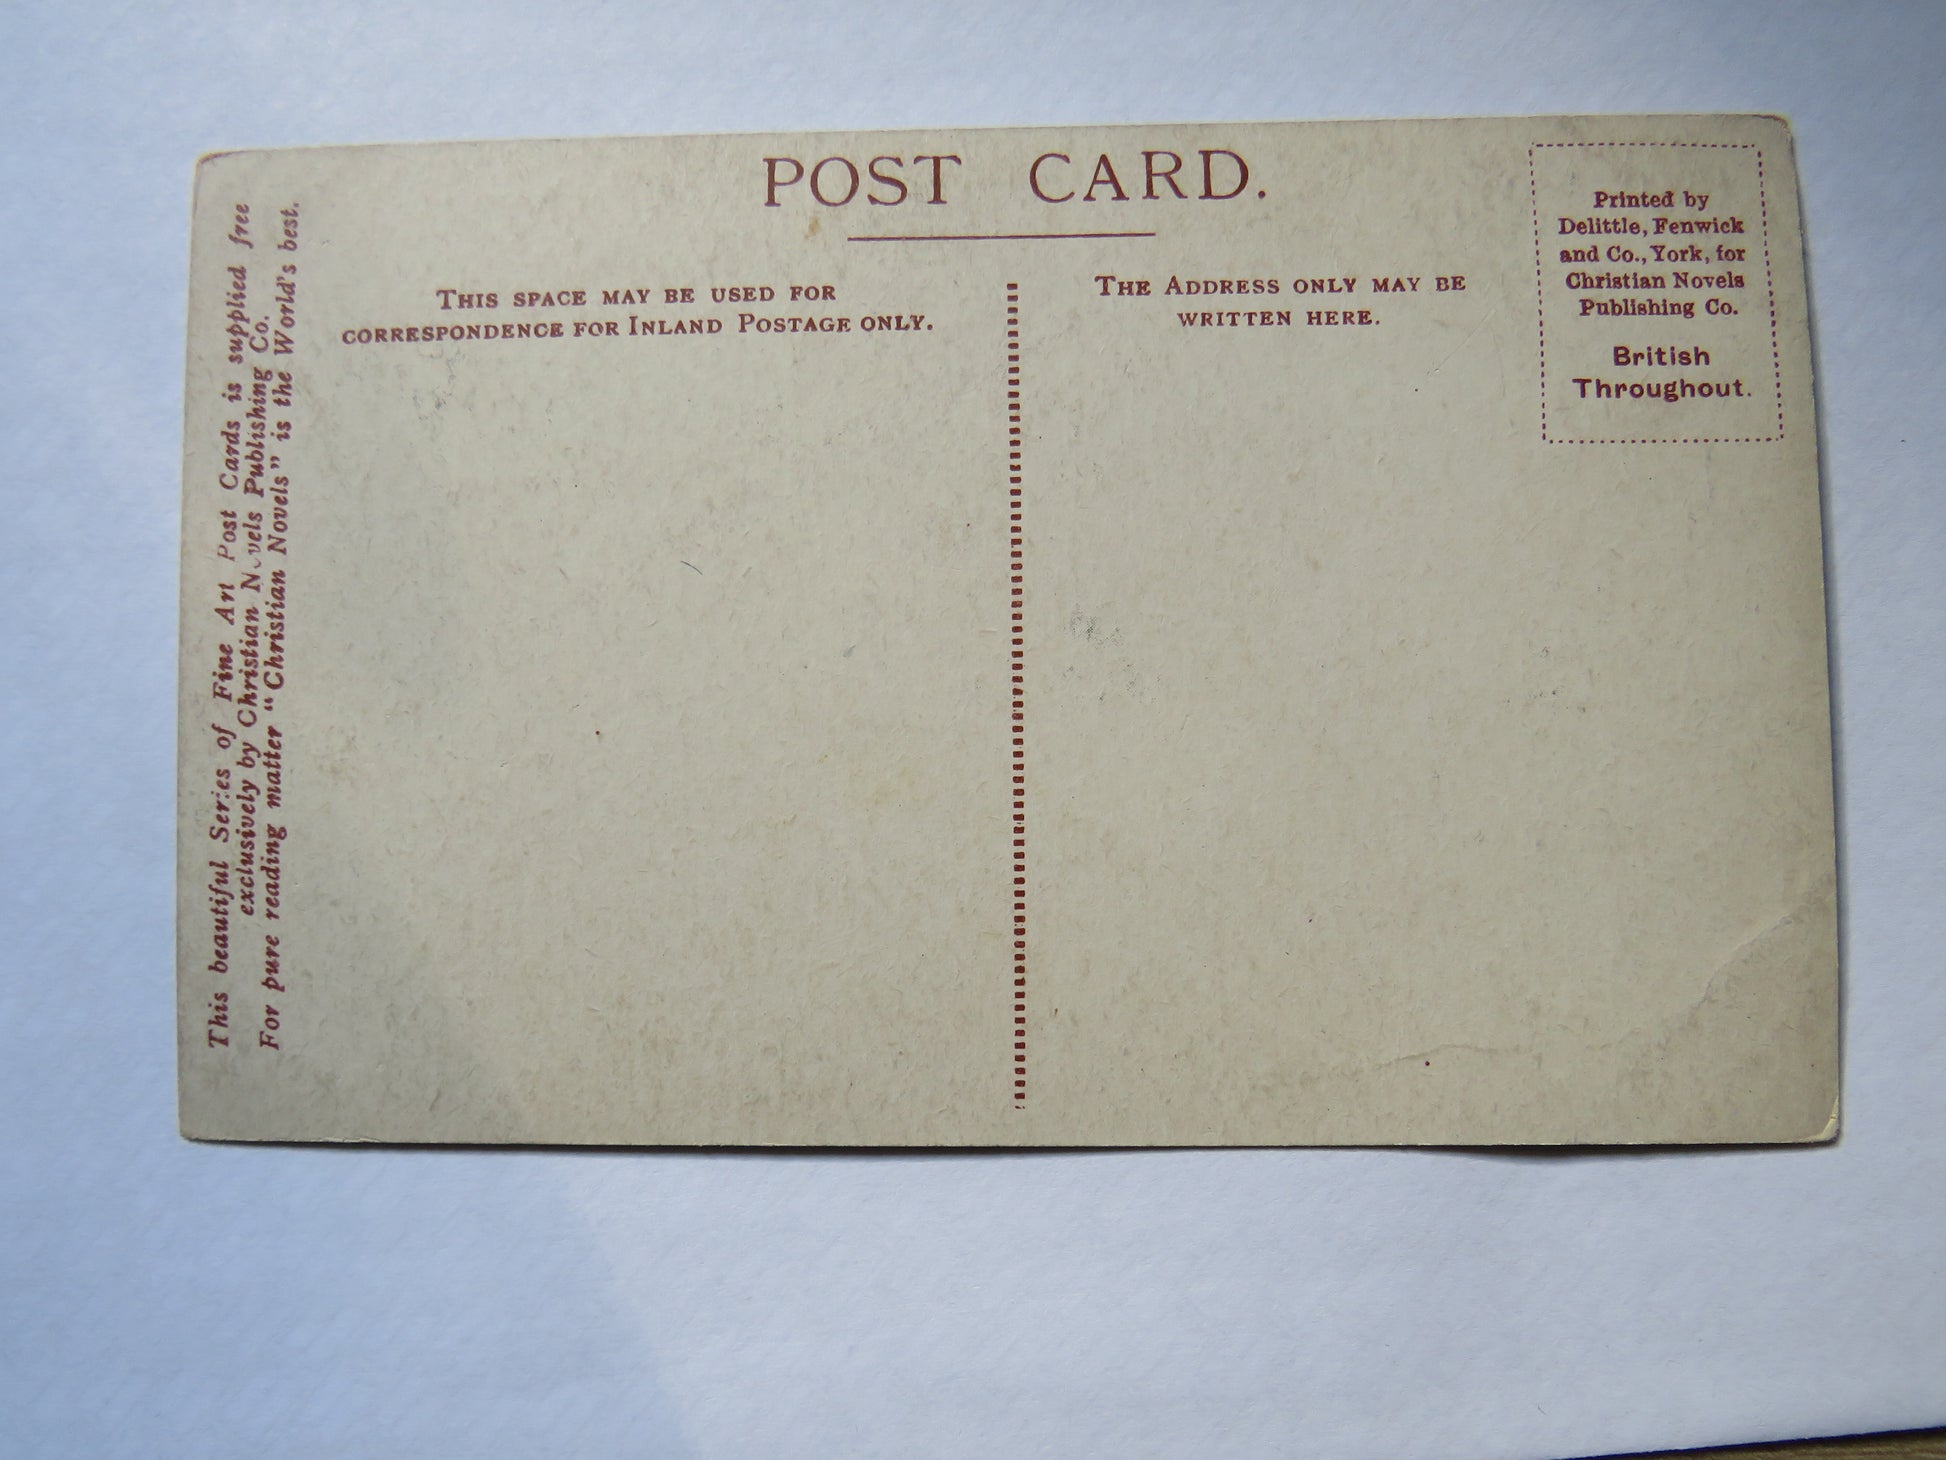 POST CARD.
THIS SPACE MAY BE USED FOR
CORRESPONDENCE FOR INLAND POSTAGE ONLY.
THE ADDRESS ONLY MAY BE
WRITTEN HERE.
Printed by
Delittle, Fenwick
and Co., York, for
Christian Novels
Publishing Co.
British
Throughout.
This beautiful Series of Fine Art Post Cards is supplied free
exclusively by Christian Novels Publishing Co.
For pure reading matter "Christian Novels" is the World's best.